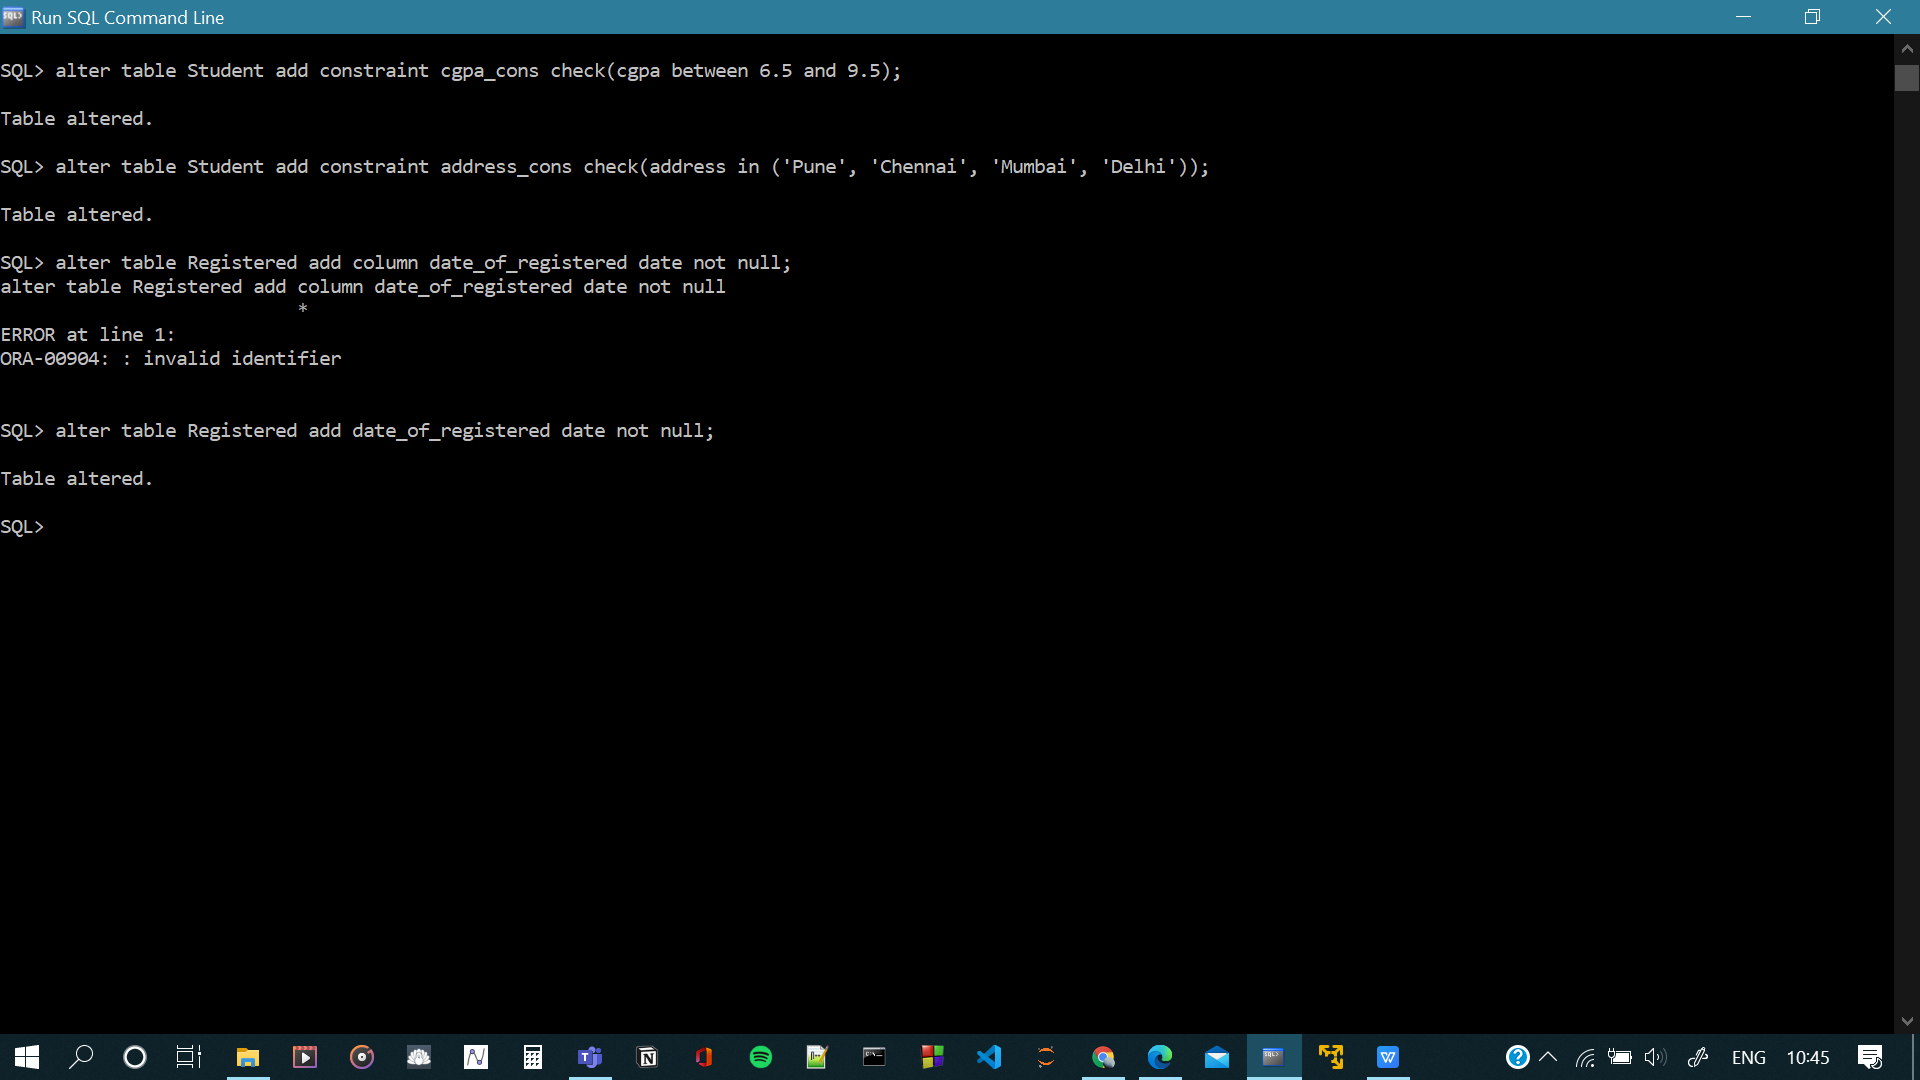 Run SQL Command Line
SQL> alter table Student add constraint cgpa_cons check(cgpa between 6.5 and 9.5);
Table altered.
SQL> alter table Student add constraint address_cons check(address in ('Pune', 'Chennai', 'Mumbai', 'Delhi'));
Table altered.
SQL> alter table Registered add column date_of_registered date not null;
alter table Registered add column date_of_registered date not null
*
ERROR at line 1:
ORA-00904: : invalid identifier
SQL> alter table Registered add date_of_registered date not null;
Table altered.
SQL>
ENG 10:45